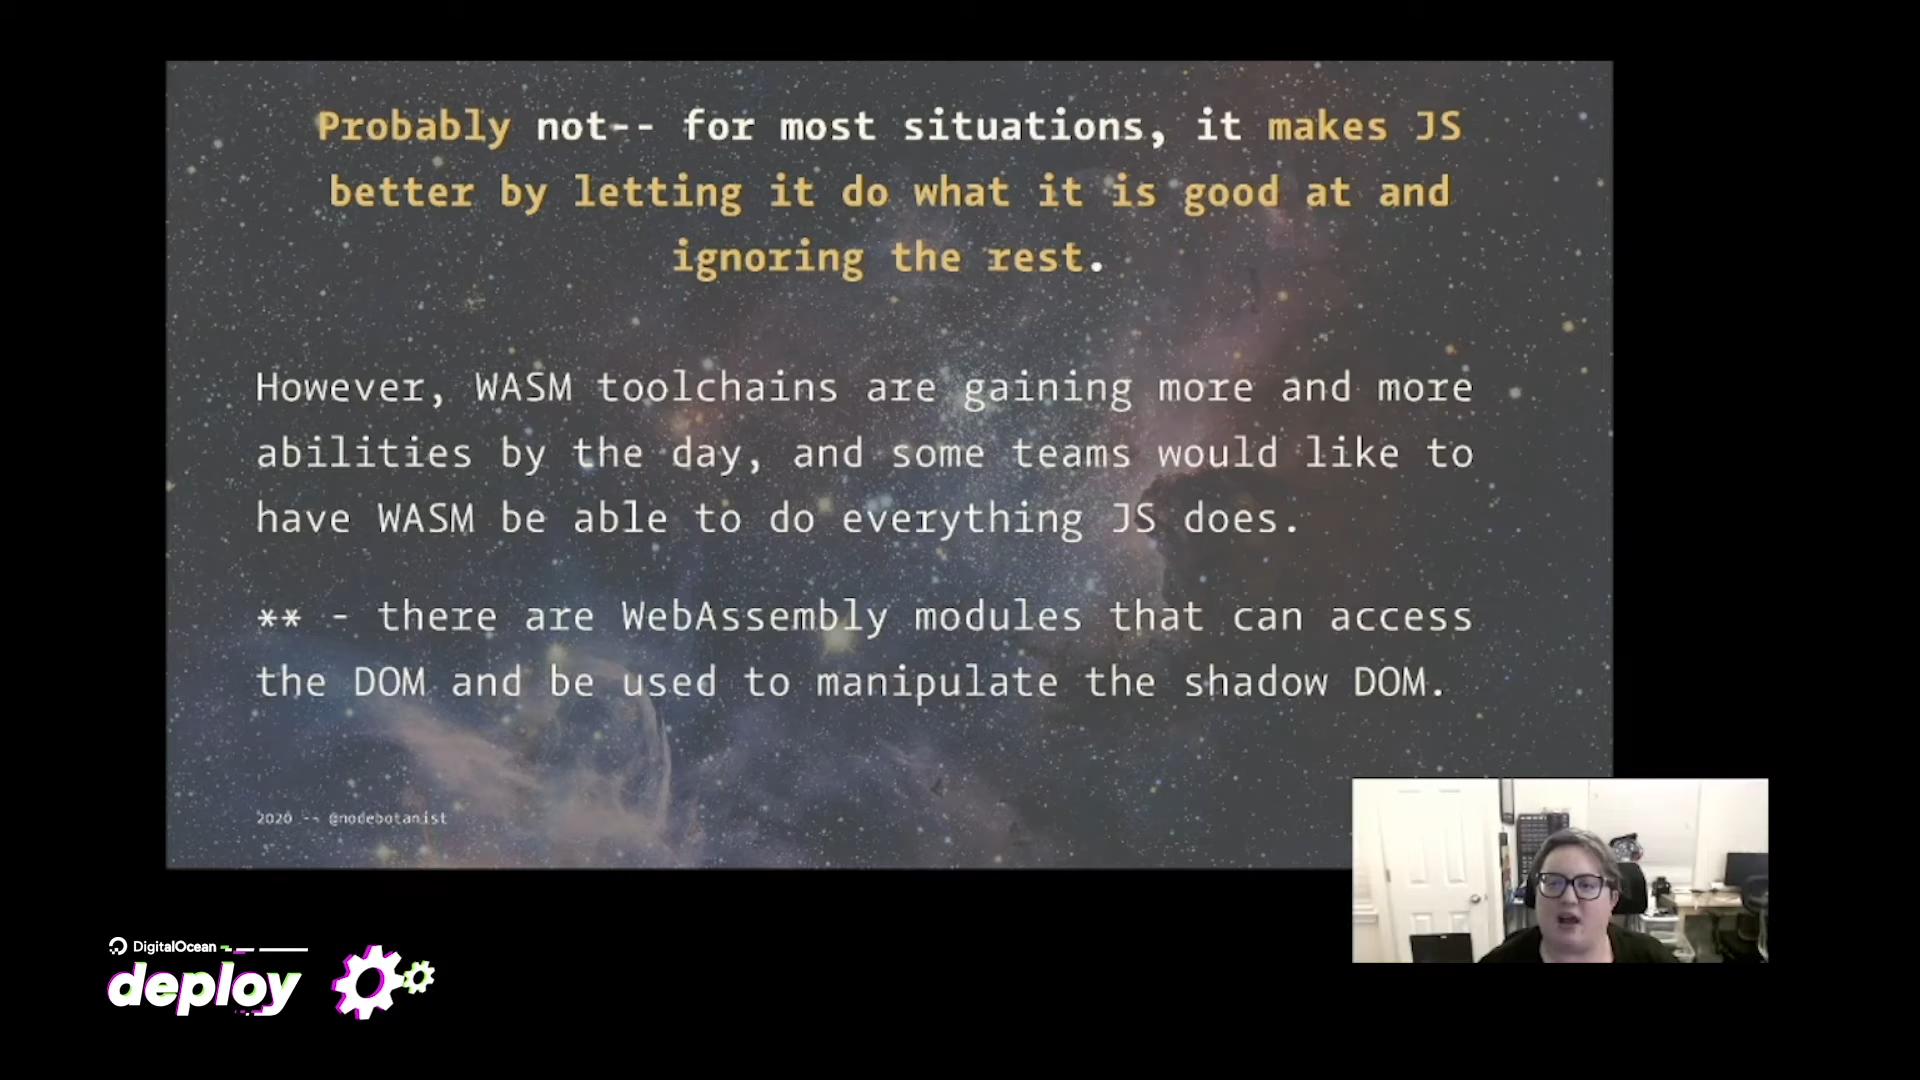 Probably not-- for most situations, it makes JS
better by letting it do what it is good at and
ignoring the rest.
However, WASM toolchains are gaining more and more
abilities by the day, and some teams would like to
have WASM be able to do everything JS does.
** - there are WebAssembly modules that can access
the DOM and be used to manipulate the shadow DOM.
2020 -- @nodebotanist
DigitalOcean
deploy